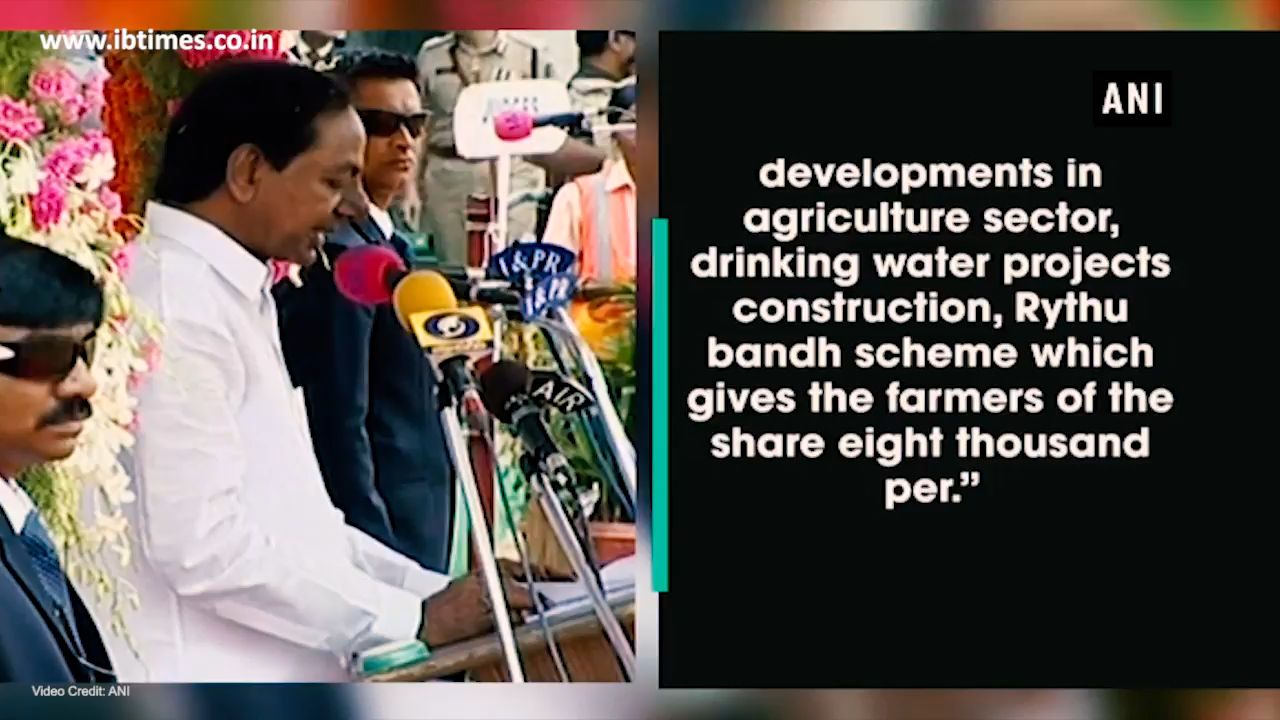 www.ibtimes.co.in
ANI
developments in
agriculture sector,
drinking water projects
construction, Rythu
bandh scheme which
gives the farmers of the
share eight thousand
per.”
I & PR
I & PR
AIR
Video Credit: ANI